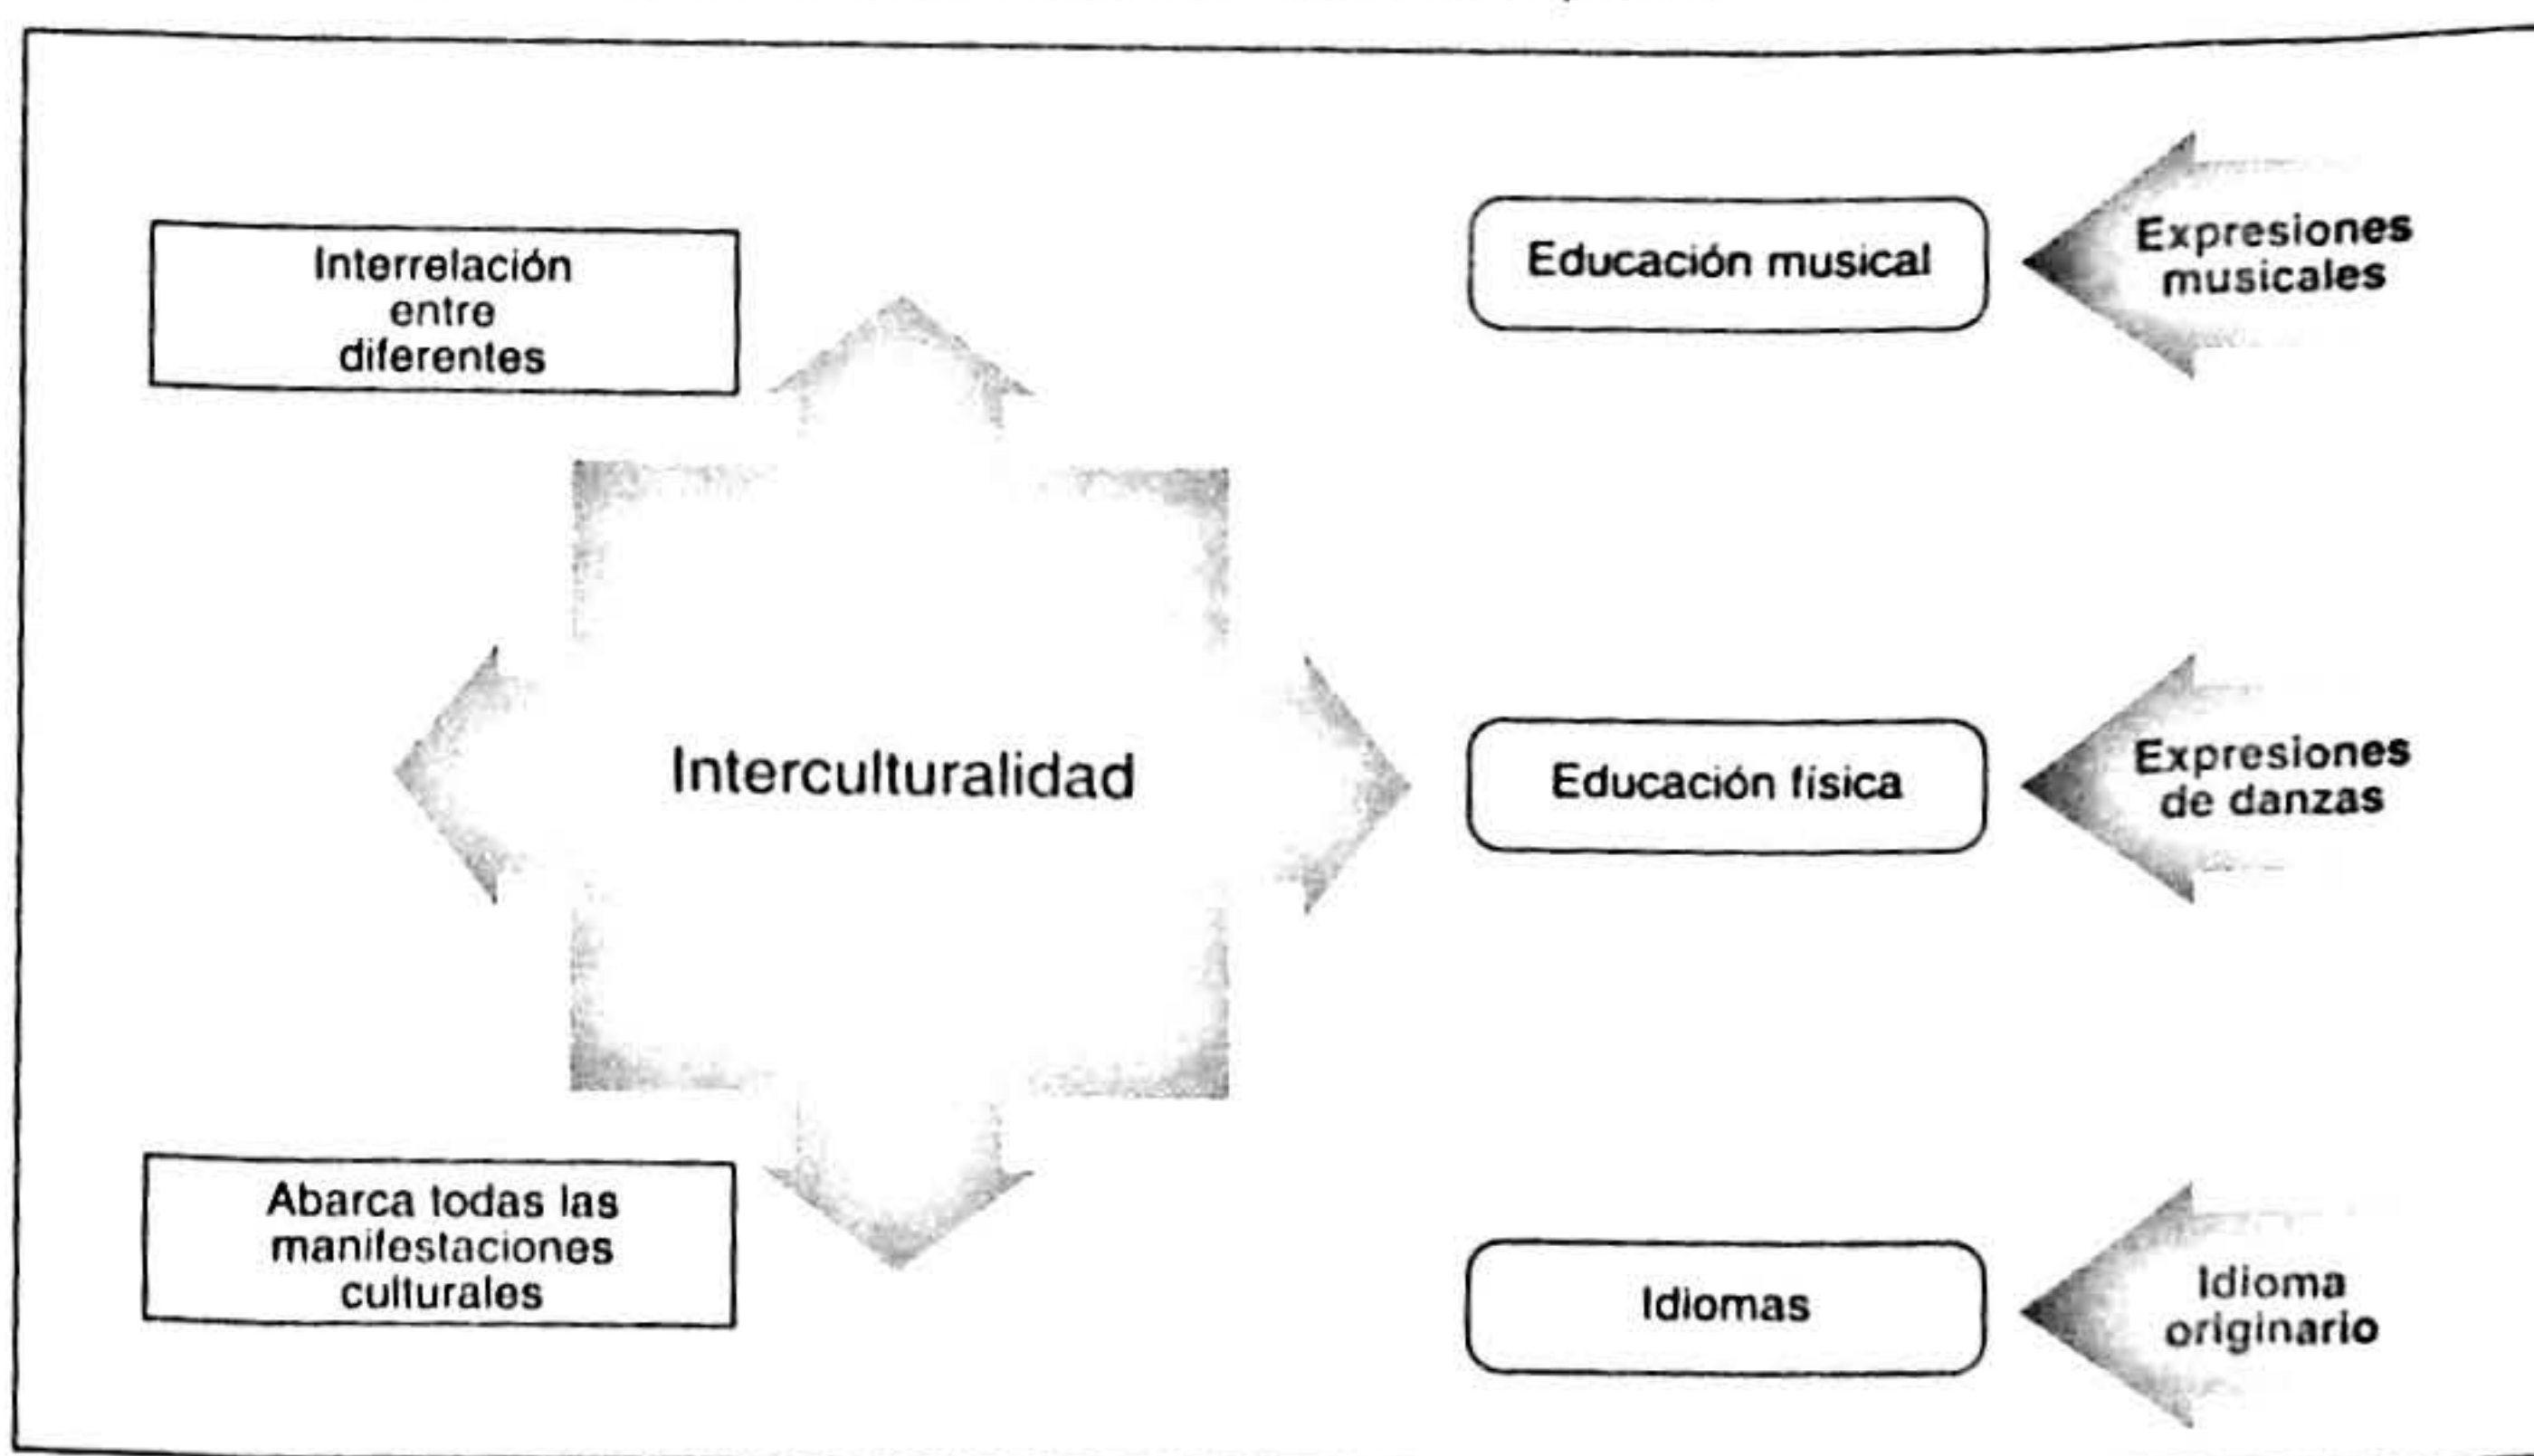 Interrelación
entre
diferentes
Educación musical
Expresiones
musicales
Interculturalidad
Educación física
Expresiones
de danzas
Abarca todas las
manifestaciones
culturales
Idiomas
Idioma
originario